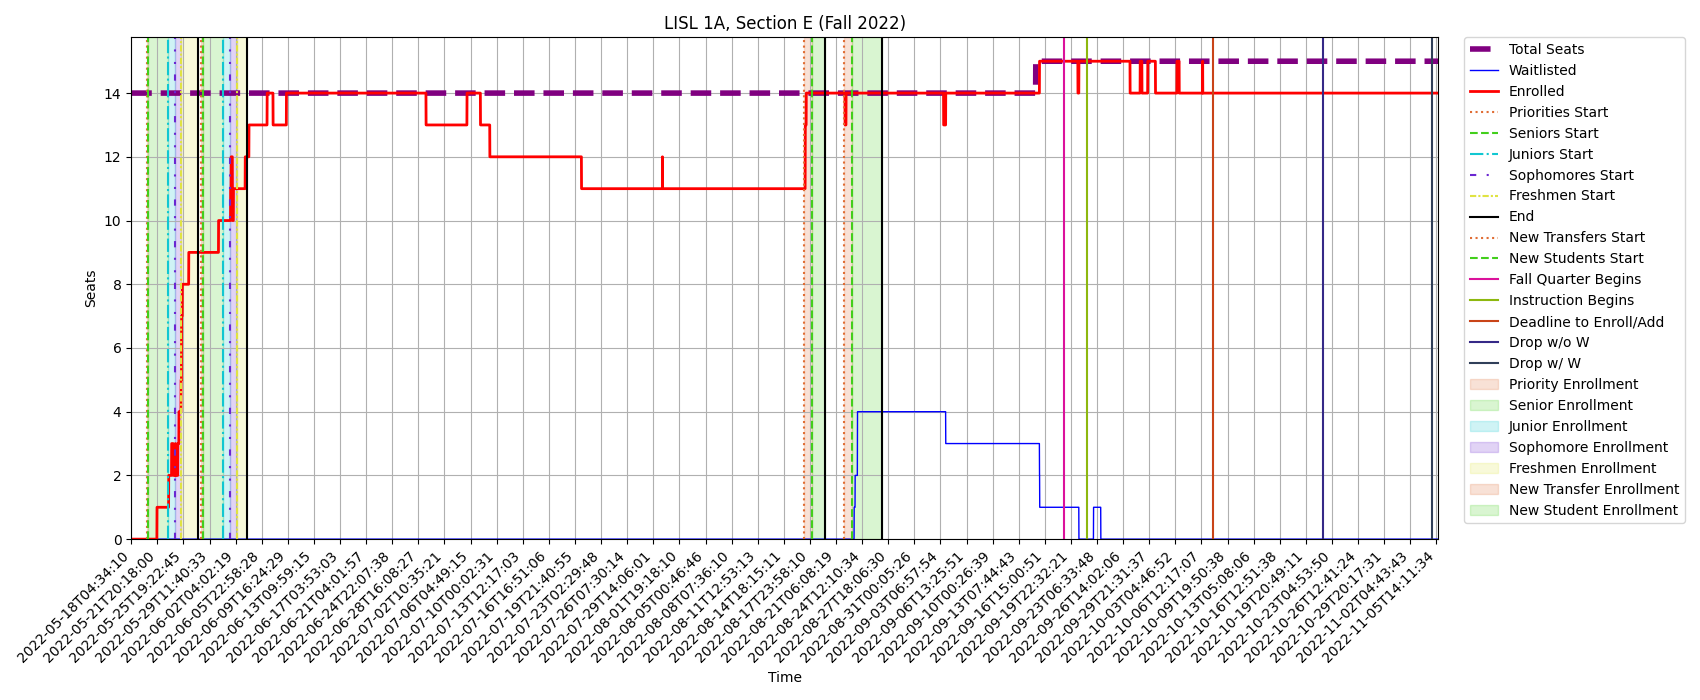 LISL 1A, Section E (Fall 2022)
Seats
14
12
10
8
6
4
2
0
2022-05-18T04:34:10
2022-05-21T20:18:00
2022-05-25T19:22:45
2022-05-29T11:40:33
2022-06-02T04:02:19
2022-06-05T22:58:28
2022-06-09T16:24:29
2022-06-13T09:59:15
2022-06-17T03:53:03
2022-06-21T04:01:57
2022-06-24T22:07:38
2022-06-28T16:08:27
2022-07-02T10:35:21
2022-07-06T04:49:15
2022-07-10T00:02:31
2022-07-13T12:17:03
2022-07-16T16:51:06
2022-07-19T21:40:55
2022-07-23T02:29:48
2022-07-26T07:30:14
2022-07-29T14:06:01
2022-08-01T19:18:10
2022-08-05T00:46:46
2022-08-08T07:36:10
2022-08-11T12:53:13
2022-08-14T18:15:11
2022-08-17T23:58:10
2022-08-21T06:08:19
2022-08-24T12:10:34
2022-08-27T18:06:30
2022-08-31T00:05:26
2022-09-03T06:57:54
2022-09-06T13:25:51
2022-09-10T00:26:39
2022-09-13T07:44:43
2022-09-16T15:00:51
2022-09-19T22:32:21
2022-09-23T06:33:48
2022-09-26T14:02:06
2022-09-29T21:31:37
2022-10-03T04:46:52
2022-10-06T12:17:07
2022-10-09T19:50:38
2022-10-13T05:08:06
2022-10-16T12:51:38
2022-10-19T20:49:11
2022-10-23T04:53:50
2022-10-26T12:41:24
2022-10-29T20:17:31
2022-11-02T04:43:43
2022-11-05T14:11:34
Time
Total Seats
Waitlisted
Enrolled
Priorities Start
Seniors Start
Juniors Start
Sophomores Start
Freshmen Start
End
New Transfers Start
New Students Start
Fall Quarter Begins
Instruction Begins
Deadline to Enroll/Add
Drop w/o W
Drop w/ W
Priority Enrollment
Senior Enrollment
Junior Enrollment
Sophomore Enrollment
Freshmen Enrollment
New Transfer Enrollment
New Student Enrollment